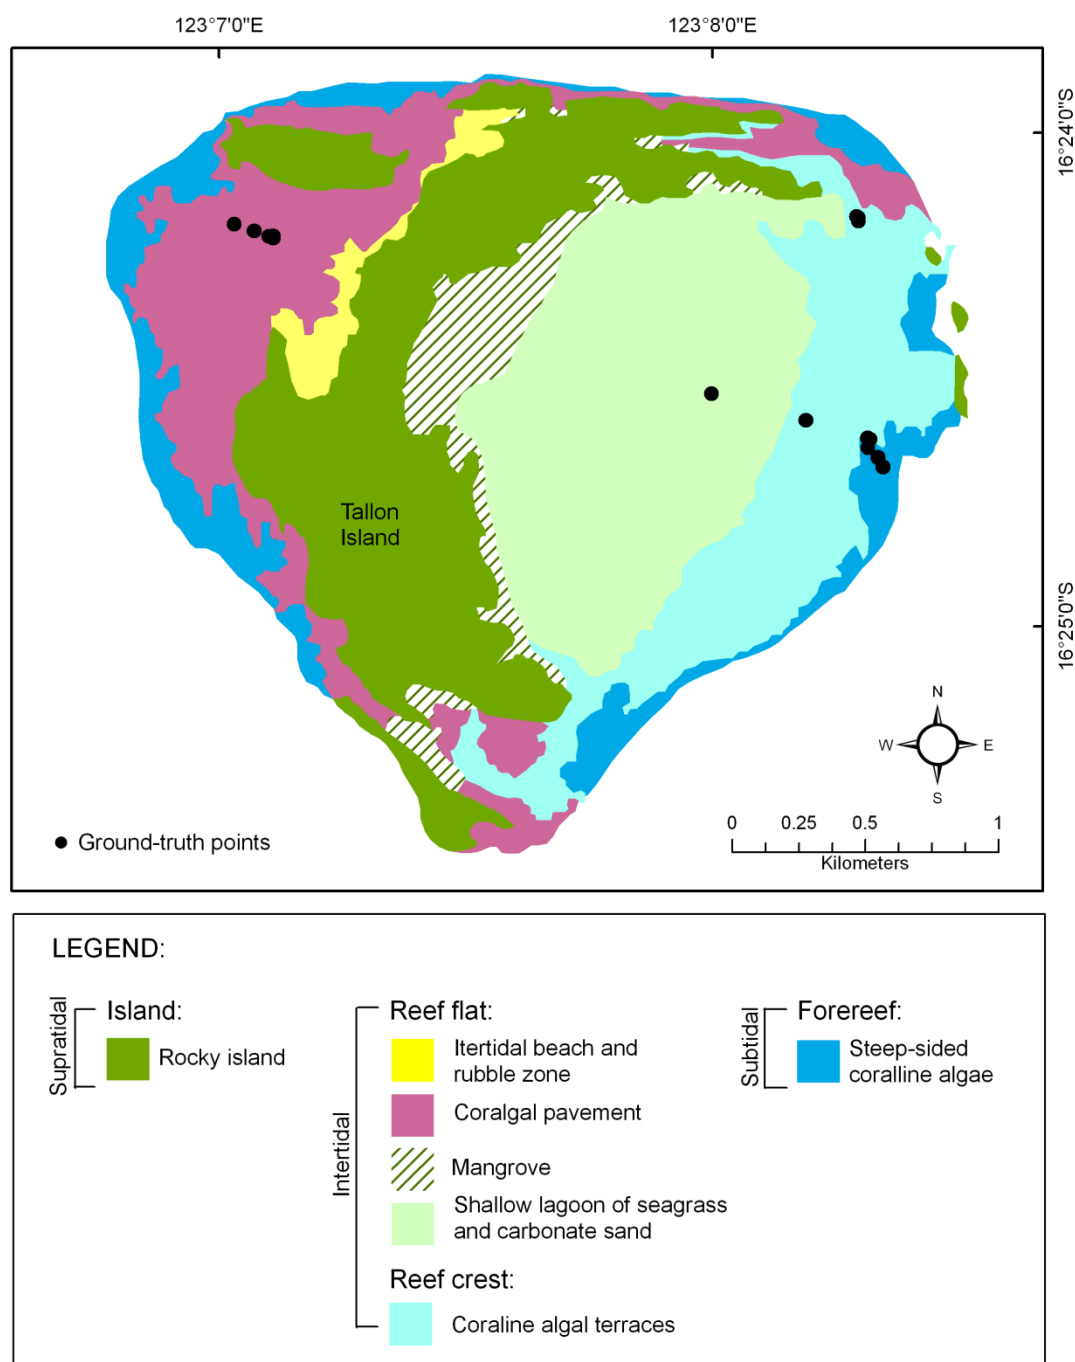 123°7'0"E
123°8'0"E
16°24'0"S
16°25'0"S
Tallon
Island
N
W
E
S
0
0.25
0.5
1
Kilometers
Ground-truth points
LEGEND:
Supratidal
Island:
Rocky island
Intertidal
Reef flat:
Itertidal beach and
rubble zone
Coralgal pavement
Mangrove
Shallow lagoon of seagrass
and carbonate sand
Reef crest:
Coraline algal terraces
Subtidal
Forereef:
Steep-sided
coralline algae